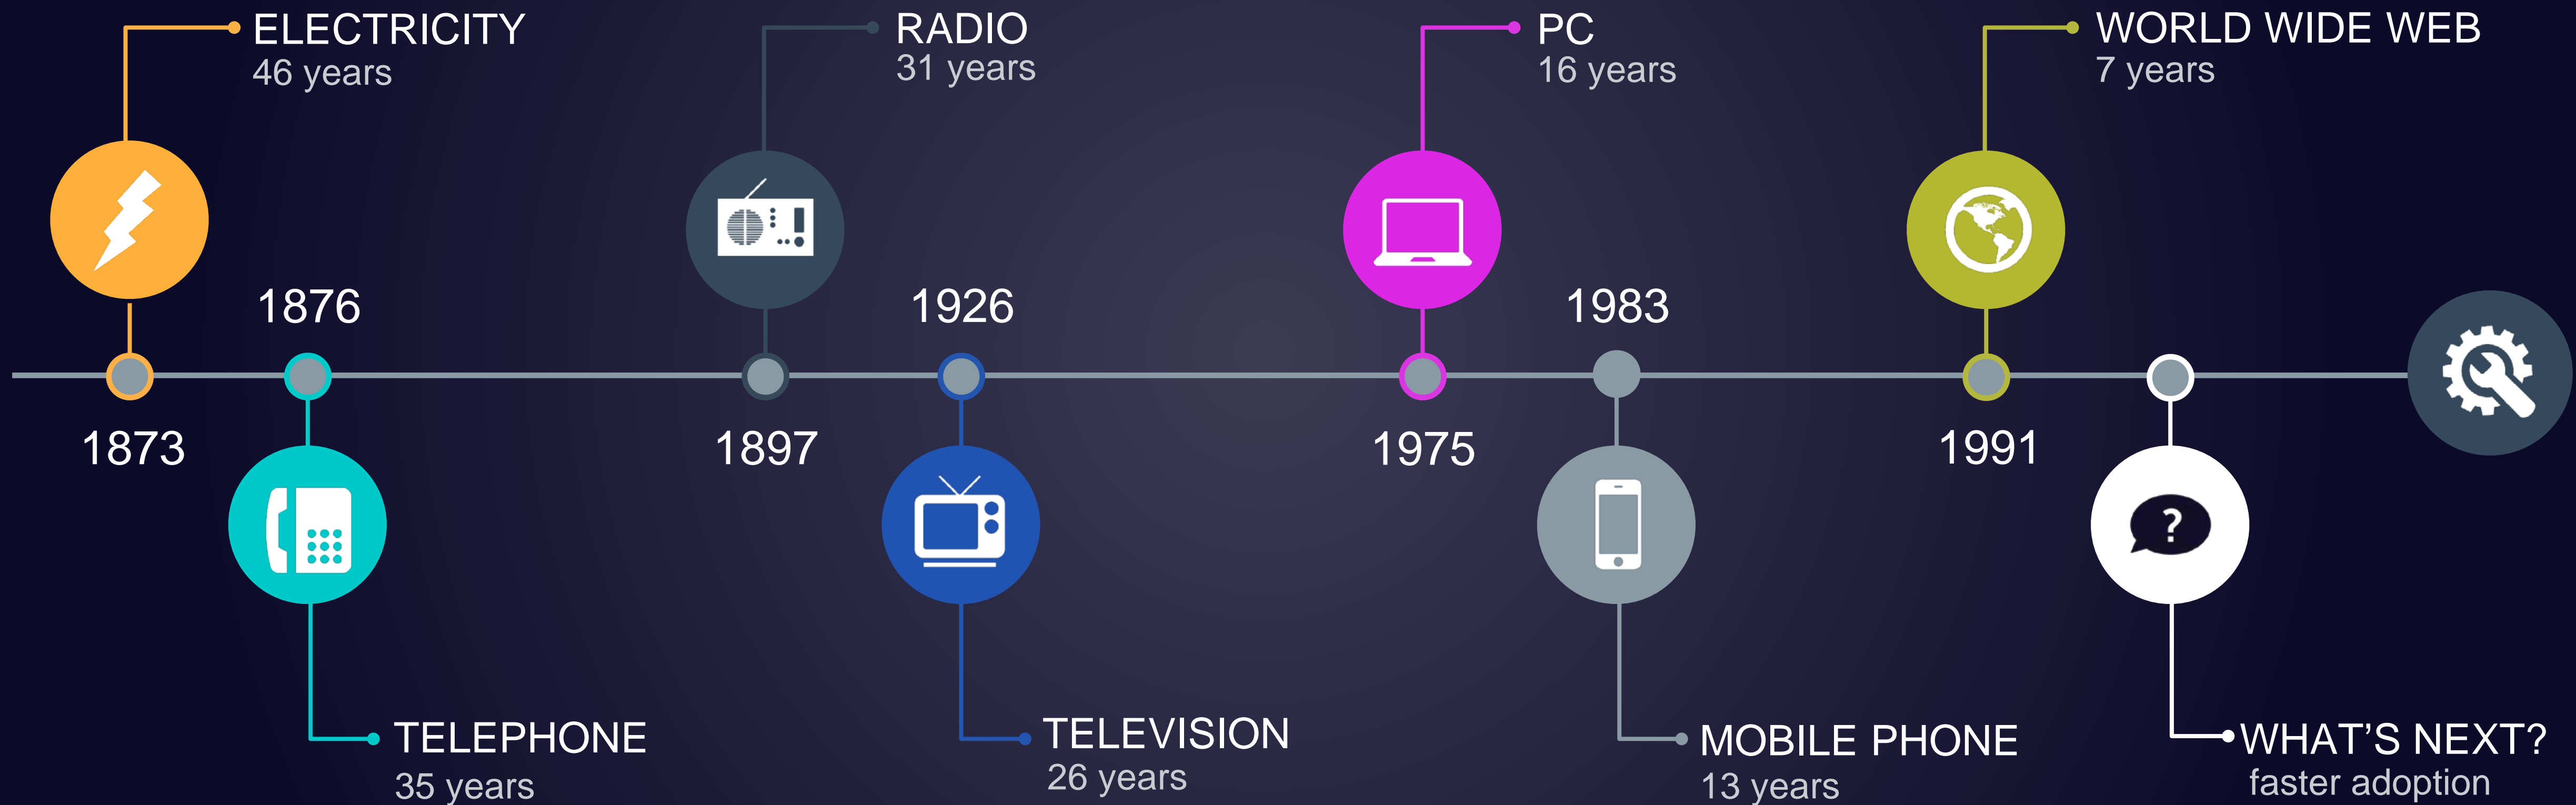 ELECTRICITY
46 years
RADIO
31 years
PC
16 years
WORLD WIDE WEB
7 years
1876
1926
1983
1873
1897
1975
1991
?
TELEPHONE
35 years
TELEVISION
26 years
MOBILE PHONE
13 years
WHAT’S NEXT?
faster adoption